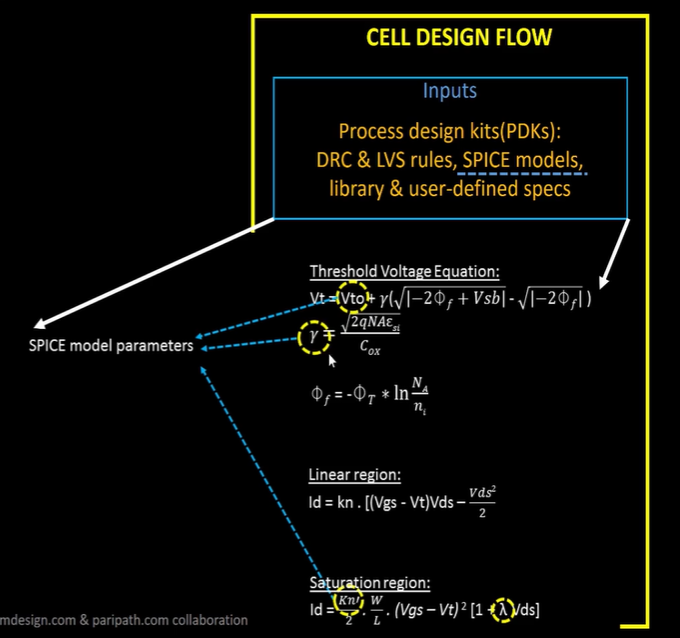 CELL DESIGN FLOW
Inputs
Process design kits(PDKs):
DRC & LVS rules, SPICE models,
library & user-defined specs
Threshold Voltage Equation:
Vt =(Vto + γ(√|−2Φf + Vsb| - √|−2Φf| )
γ = √2qNAεsi / Cox
SPICE model parameters
Φf = -ΦT * ln NA / ni
Linear region:
Id = kn . [(Vgs - Vt)Vds − Vds² / 2
Saturation region:
Id = Kn′ / 2 . W / L . (Vgs − Vt)² [1 + λ Vds]
mdesign.com & paripath.com collaboration